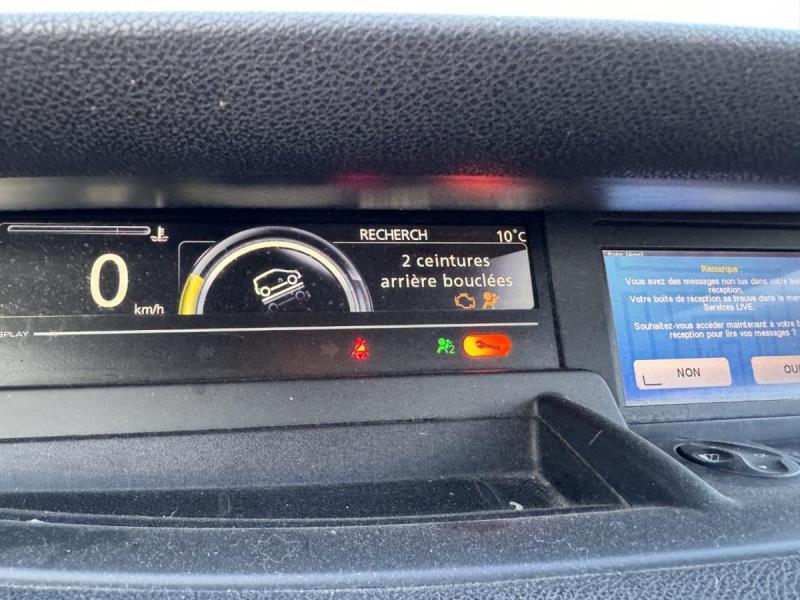 RECHERCH 10°C
2 ceintures
arrière bouclées
0 km/h
2
Remarque :
Vous avez des messages non lus dans votre
réception.
Votre boîte de réception se trouve dans le
Services LIVE.
Souhaitez-vous accéder maintenant à votre
réception pour lire vos messages ?
NON
OUI